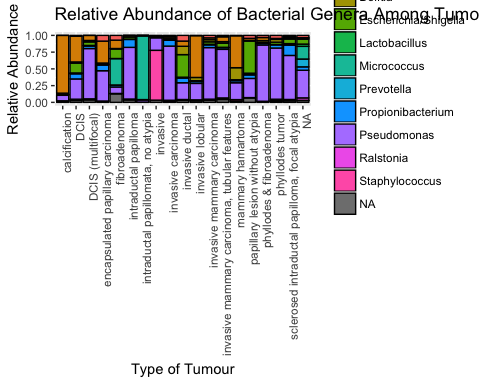 Relative Abundance of Bacterial Genera Among Tumo
Relative Abundance
1.00
0.75
0.50
0.25
0.00
calcification
DCIS
DCIS (multifocal)
encapsulated papillary carcinoma
fibroadenoma
intraductal papilloma
intraductal papillomata, no atypia
invasive
invasive carcinoma
invasive ductal
invasive lobular
invasive mammary carcinoma
invasive mammary carcinoma, tubular features
mammary hamartoma
papillary lesion without atypia
phyllodes & fibroadenoma
phyllodes tumor
sclerosed intraductal papilloma, focal atypia
NA
Type of Tumour
Escherichia/Shigella
Lactobacillus
Micrococcus
Prevotella
Propionibacterium
Pseudomonas
Ralstonia
Staphylococcus
NA